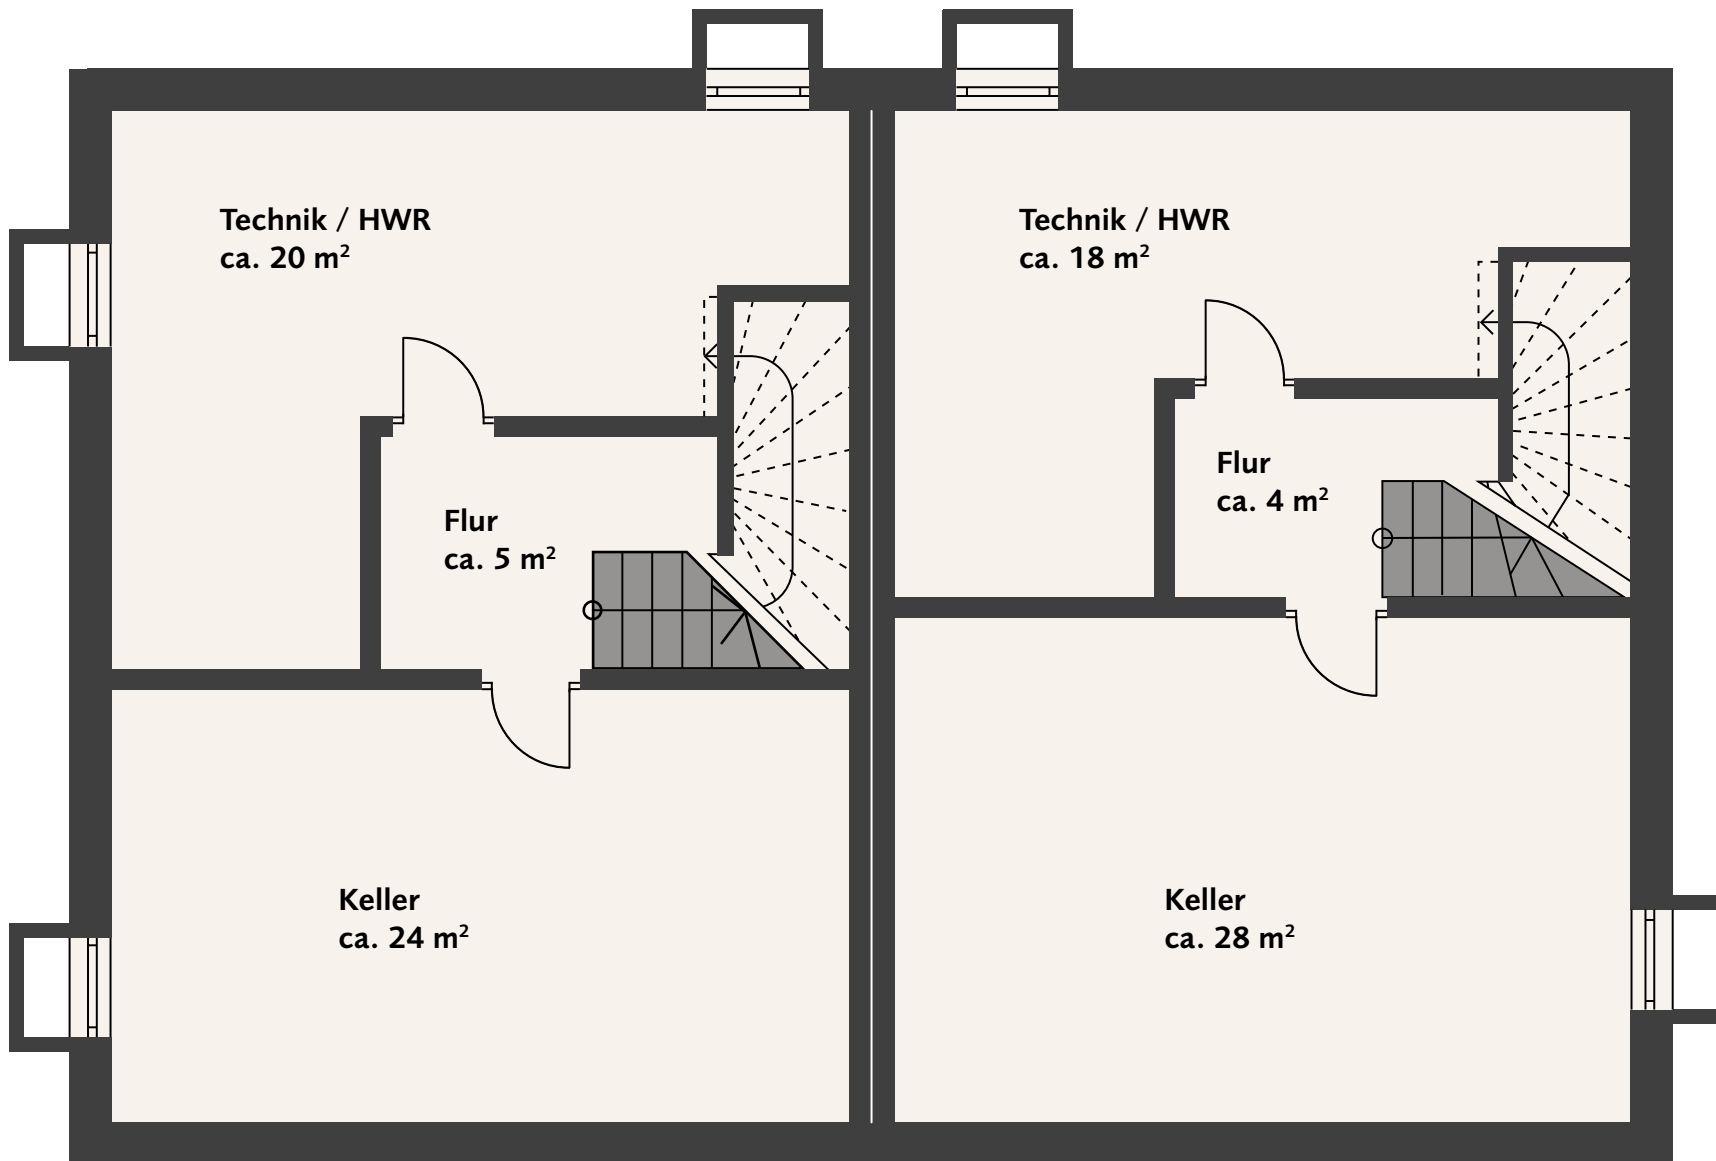 Technik / HWR
ca. 20 m²
Technik / HWR
ca. 18 m²
Flur
ca. 5 m²
Flur
ca. 4 m²
Keller
ca. 24 m²
Keller
ca. 28 m²